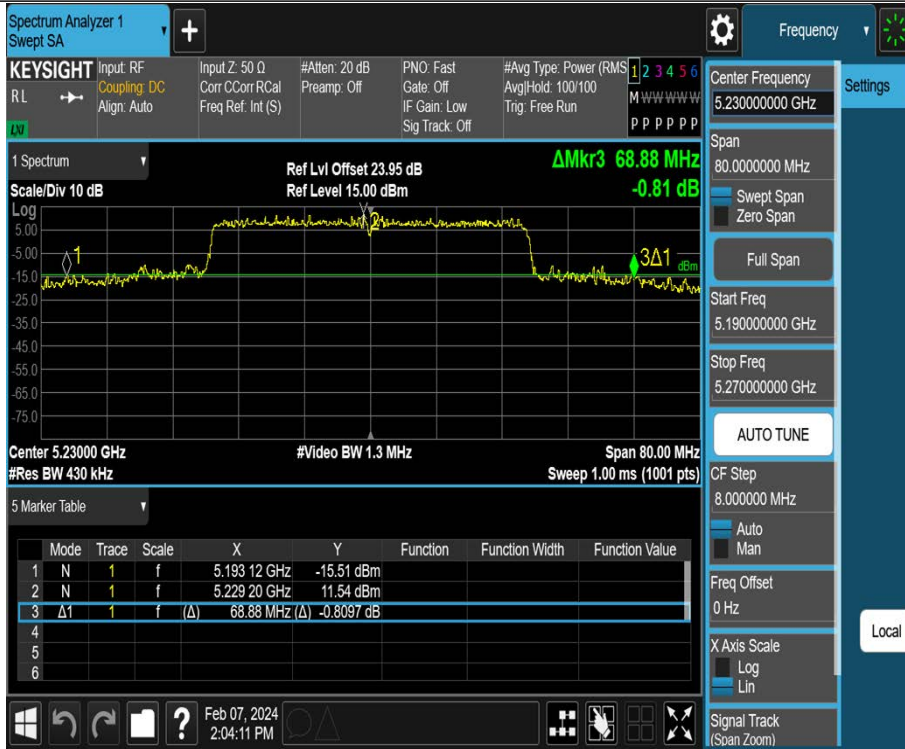 Spectrum Analyzer 1
Swept SA
+
Frequency
KEYSIGHT
R L
LXI
Input: RF
Coupling: DC
Align: Auto
Input Z: 50 Ω
Corr CCorr RCal
Freq Ref: Int (S)
#Atten: 20 dB
Preamp: Off
PNO: Fast
Gate: Off
IF Gain: Low
Sig Track: Off
#Avg Type: Power (RMS
Avg|Hold: 100/100
Trig: Free Run
1 2 3 4 5 6
M W W W W W
P P P P P P
1 Spectrum
Scale/Div 10 dB
Ref Lvl Offset 23.95 dB
Ref Level 15.00 dBm
ΔMkr3 68.88 MHz
-0.81 dB
Log
5.00
-5.00
-15.0
-25.0
-35.0
-45.0
-55.0
-65.0
-75.0
1
2
3Δ1
dBm
Center 5.23000 GHz
#Video BW 1.3 MHz
Span 80.00 MHz
#Res BW 430 kHz
Sweep 1.00 ms (1001 pts)
5 Marker Table
Mode Trace Scale X Y Function Function Width Function Value
1 N 1 f 5.193 12 GHz -15.51 dBm
2 N 1 f 5.229 20 GHz 11.54 dBm
3 Δ1 1 f (Δ) 68.88 MHz (Δ) -0.8097 dB
4
5
6
?
Feb 07, 2024
2:04:11 PM
Center Frequency
5.230000000 GHz
Settings
Span
80.0000000 MHz
Swept Span
Zero Span
Full Span
Start Freq
5.190000000 GHz
Stop Freq
5.270000000 GHz
AUTO TUNE
CF Step
8.000000 MHz
Auto
Man
Freq Offset
0 Hz
Local
X Axis Scale
Log
Lin
Signal Track
(Span Zoom)